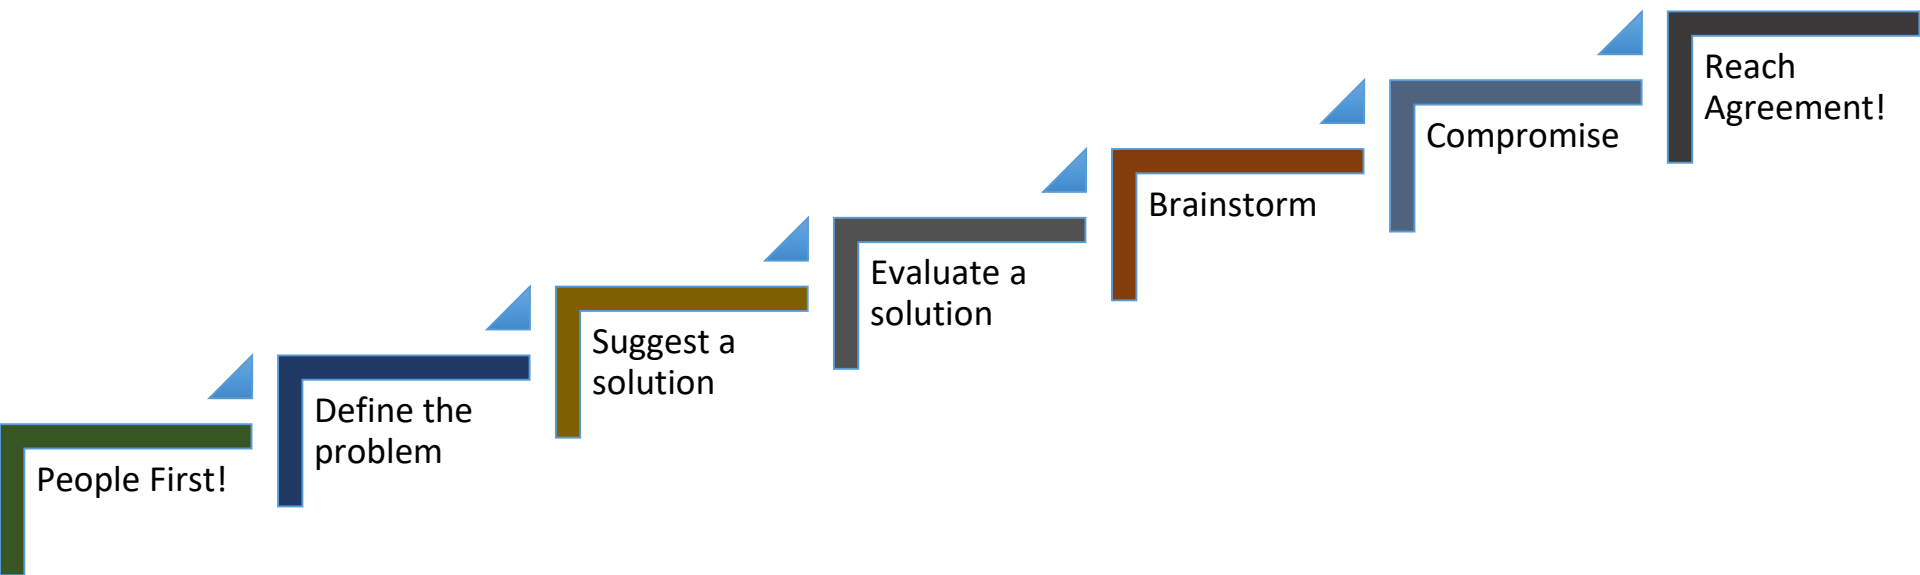 People First!
Define the
problem
Suggest a
solution
Evaluate a
solution
Brainstorm
Compromise
Reach
Agreement!